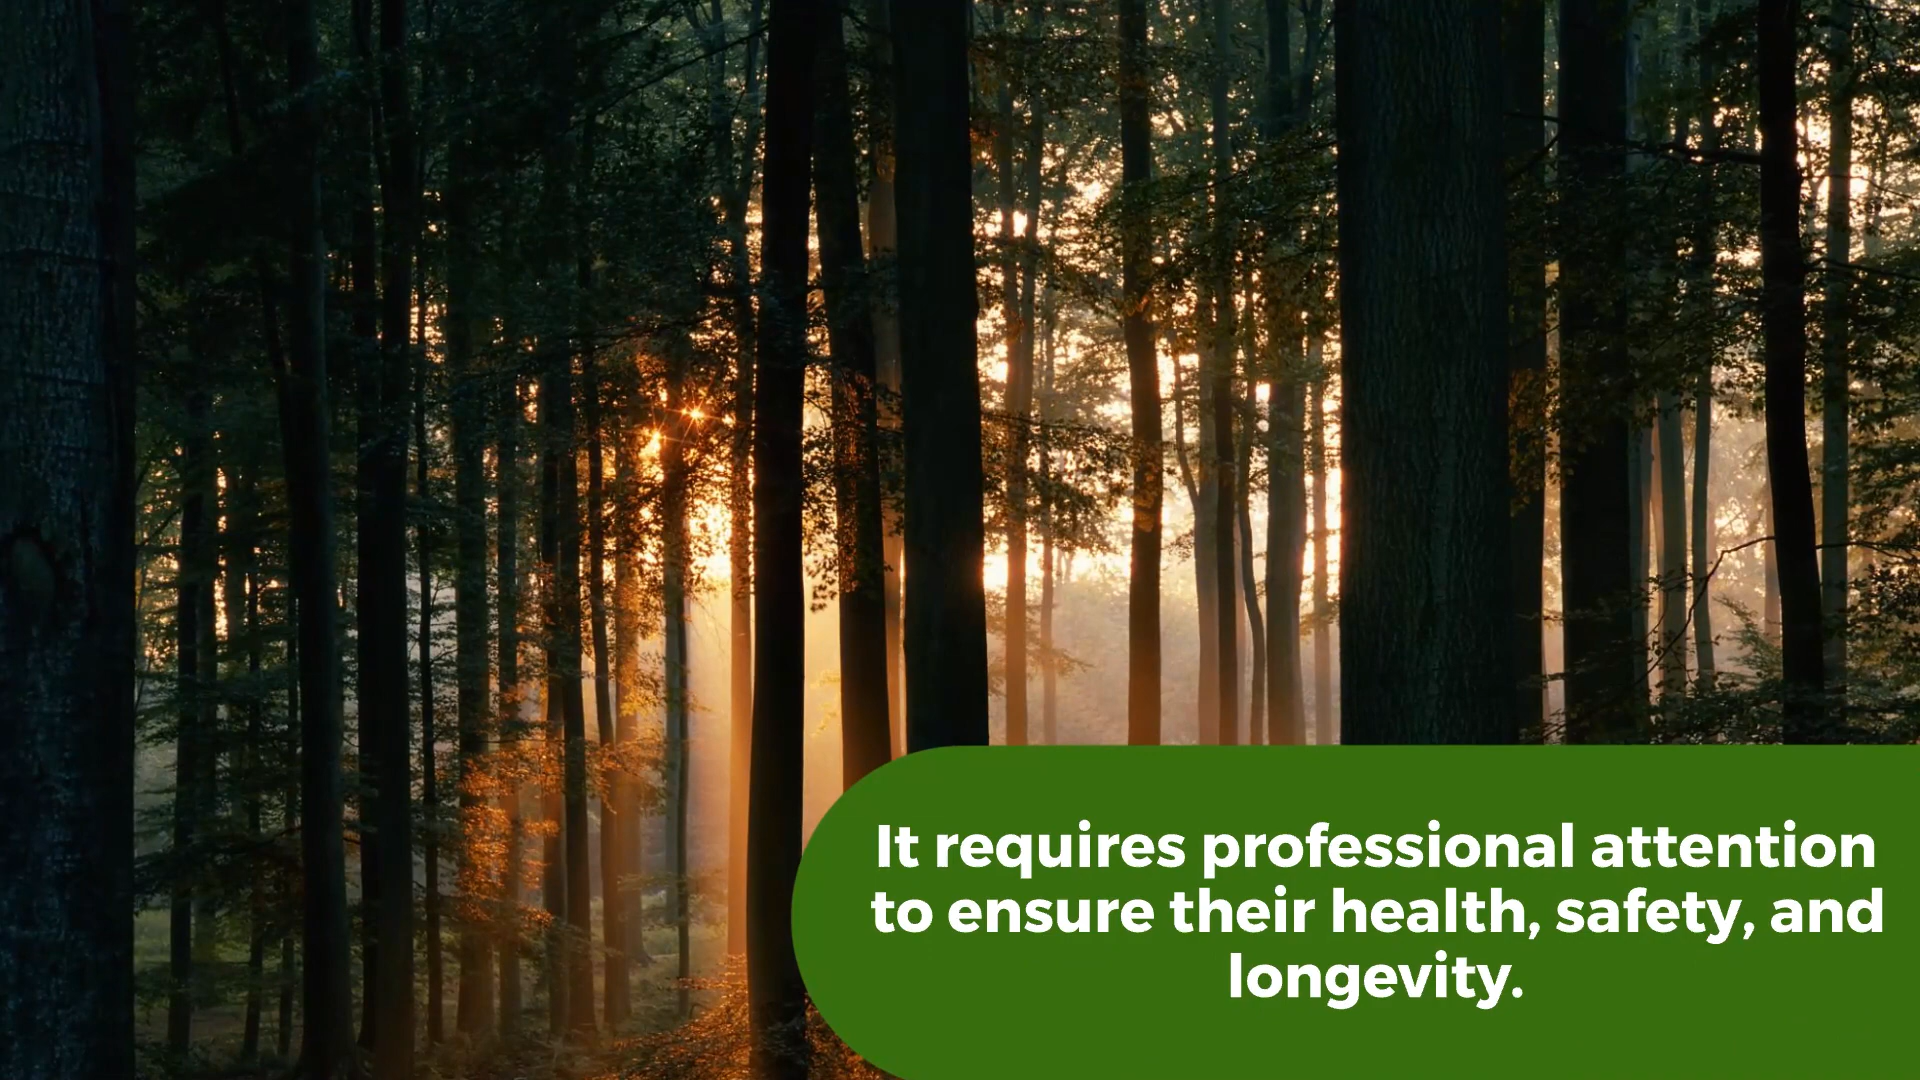 It requires professional attention
to ensure their health, safety, and
longevity.